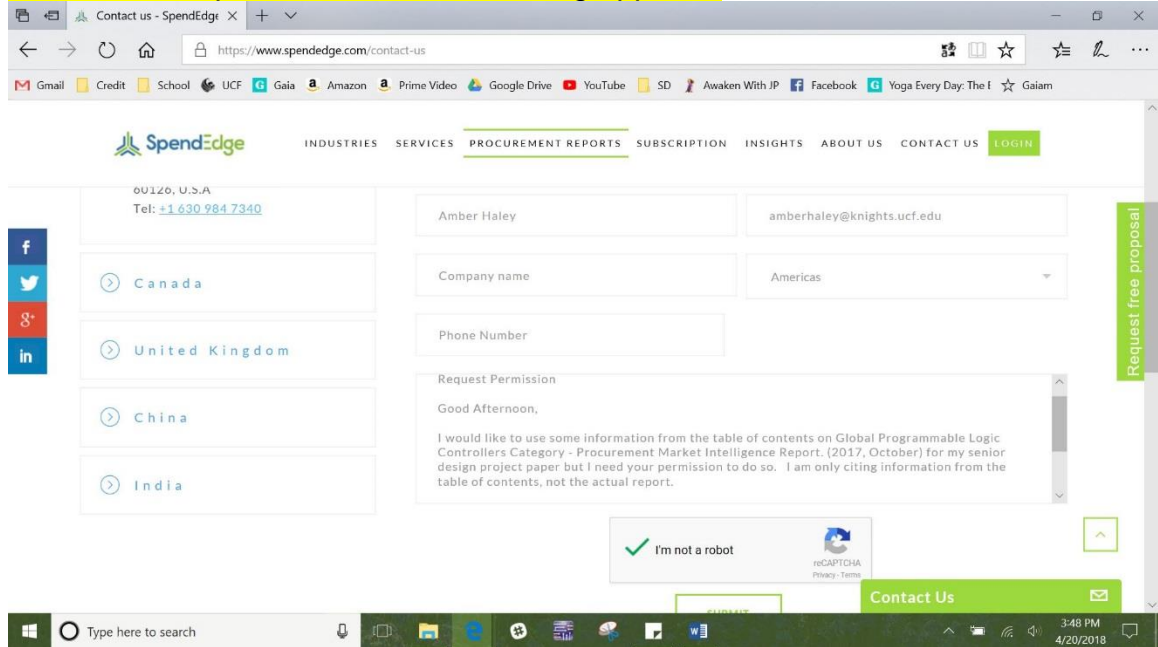 Contact us - SpendEdge
https://www.spendedge.com/contact-us
Gmail Credit School UCF Gaia Amazon Prime Video Google Drive YouTube SD Awaken With JP Facebook Yoga Every Day: The Gaiam
SpendEdge INDUSTRIES SERVICES PROCUREMENT REPORTS SUBSCRIPTION INSIGHTS ABOUT US CONTACT US LOGIN
60126, U.S.A
Tel: +1 630 984 7340
Canada
United Kingdom
China
India
Amber Haley amberhaley@knights.ucf.edu
Company name Americas
Phone Number
Request Permission
Good Afternoon,
I would like to use some information from the table of contents on Global Programmable Logic
Controllers Category - Procurement Market Intelligence Report. (2017, October) for my senior
design project paper but I need your permission to do so. I am only citing information from the
table of contents, not the actual report.
I'm not a robot
reCAPTCHA
Privacy - Terms
SUBMIT
Request free proposal
Contact Us
Type here to search
3:48 PM
4/20/2018